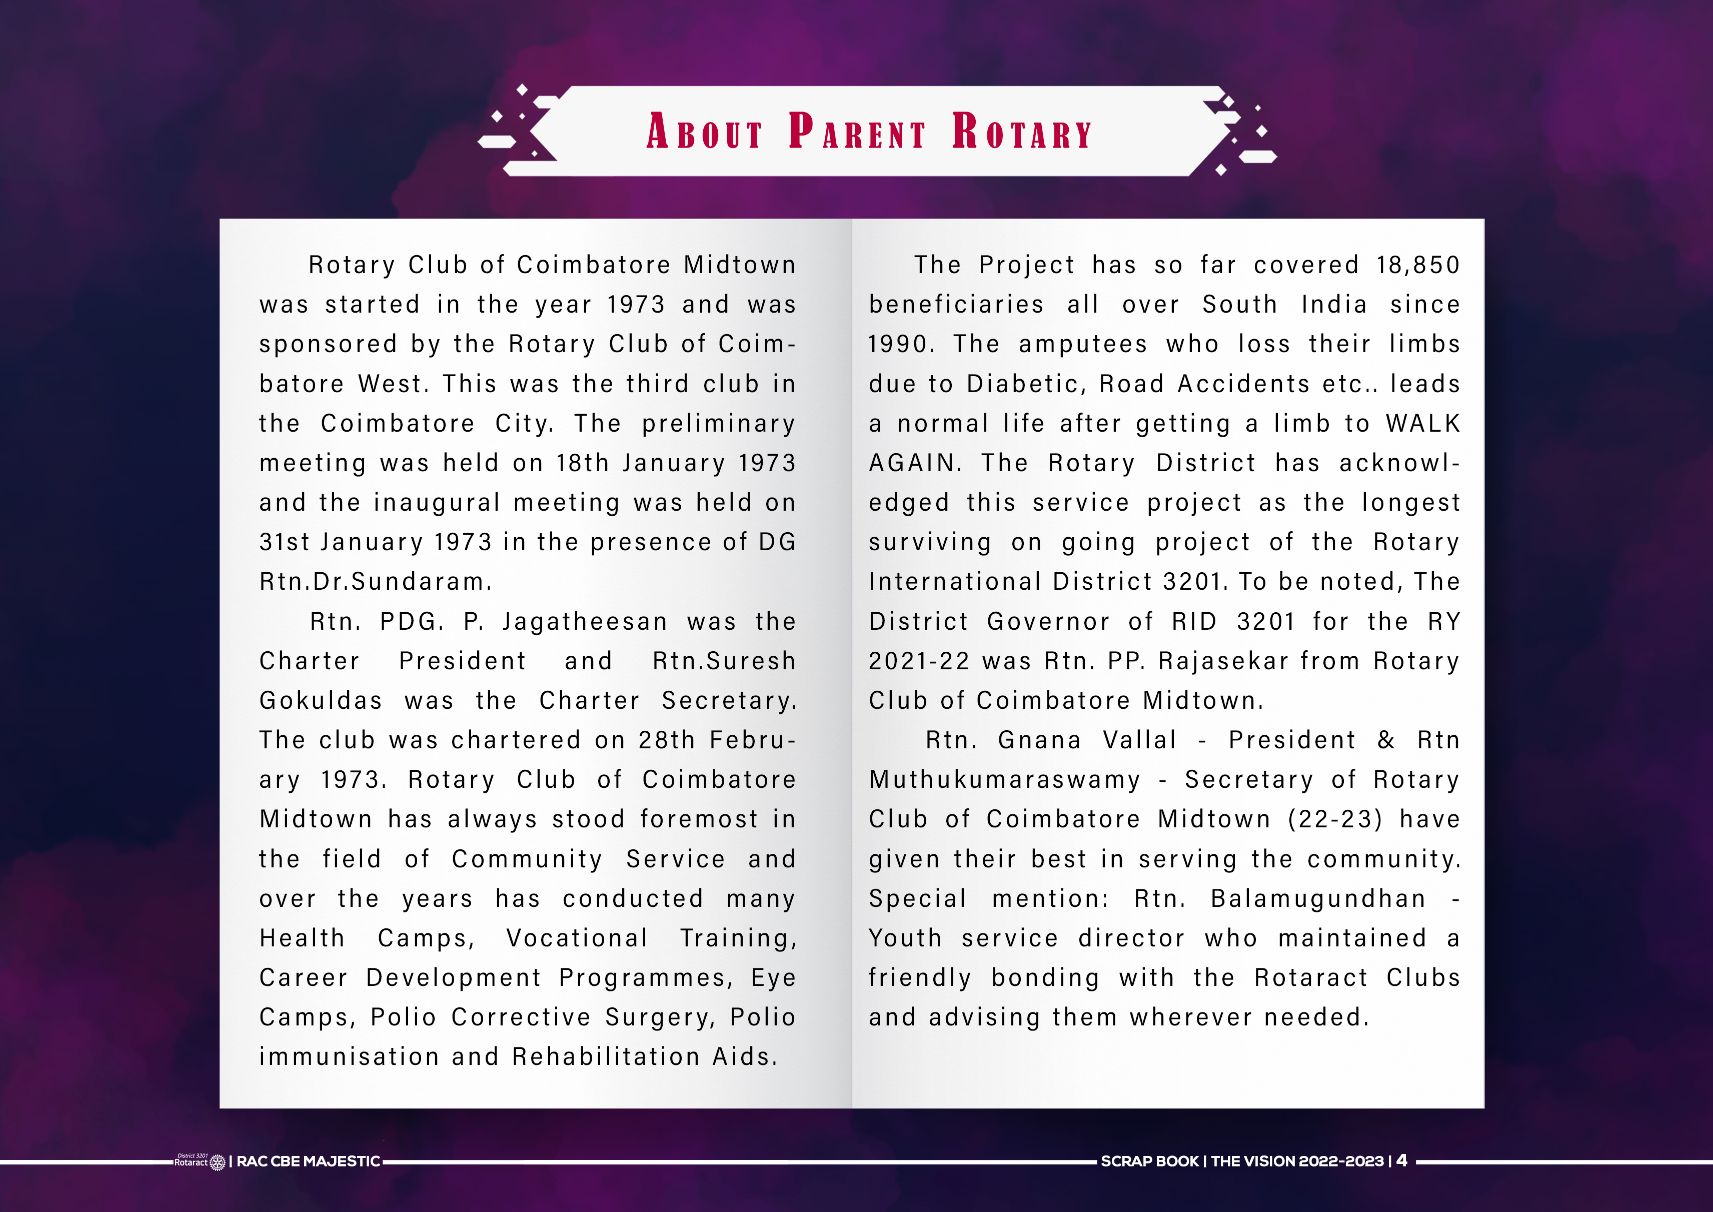 ABOUT PARENT ROTARY
Rotary Club of Coimbatore Midtown
was started in the year 1973 and was
sponsored by the Rotary Club of Coim-
batore West. This was the third club in
the Coimbatore City. The preliminary
meeting was held on 18th January 1973
and the inaugural meeting was held on
31st January 1973 in the presence of DG
Rtn.Dr.Sundaram.
Rtn. PDG. P. Jagatheesan was the
Charter President and Rtn.Suresh
Gokuldas was the Charter Secretary.
The club was chartered on 28th Febru-
ary 1973. Rotary Club of Coimbatore
Midtown has always stood foremost in
the field of Community Service and
over the years has conducted many
Health Camps, Vocational Training,
Career Development Programmes, Eye
Camps, Polio Corrective Surgery, Polio
immunisation and Rehabilitation Aids.
The Project has so far covered 18,850
beneficiaries all over South India since
1990. The amputees who loss their limbs
due to Diabetic, Road Accidents etc.. leads
a normal life after getting a limb to WALK
AGAIN. The Rotary District has acknowl-
edged this service project as the longest
surviving on going project of the Rotary
International District 3201. To be noted, The
District Governor of RID 3201 for the RY
2021-22 was Rtn. PP. Rajasekar from Rotary
Club of Coimbatore Midtown.
Rtn. Gnana Vallal - President & Rtn
Muthukumaraswamy - Secretary of Rotary
Club of Coimbatore Midtown (22-23) have
given their best in serving the community.
Special mention: Rtn. Balamugundhan -
Youth service director who maintained a
friendly bonding with the Rotaract Clubs
and advising them wherever needed.
District 3201
Rotaract | RAC CBE MAJESTIC
SCRAP BOOK | THE VISION 2022-2023 | 4